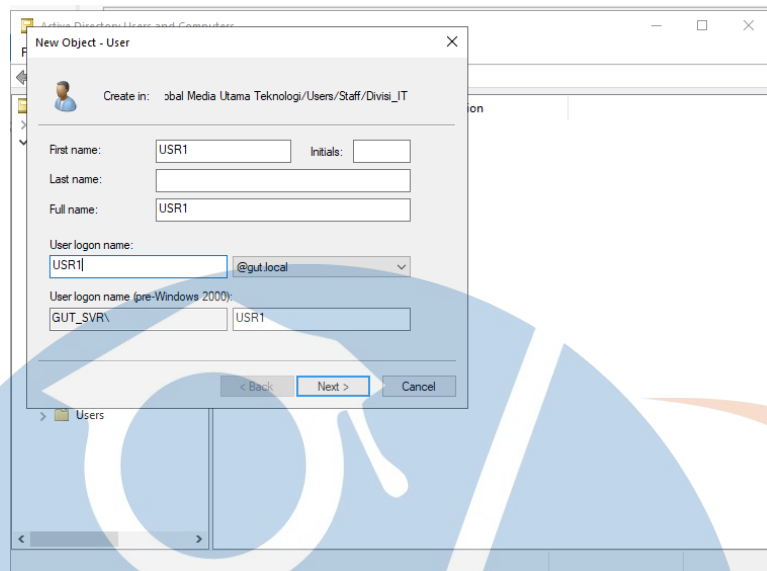 Active Directory Users and Computers
New Object - User
Create in: obal Media Utama Teknologi/Users/Staff/Divisi_IT
ion
First name: USR1 Initials:
Last name:
Full name: USR1
User logon name:
USR1 @gut.local
User logon name (pre-Windows 2000):
GUT_SVR\ USR1
< Back Next > Cancel
Users